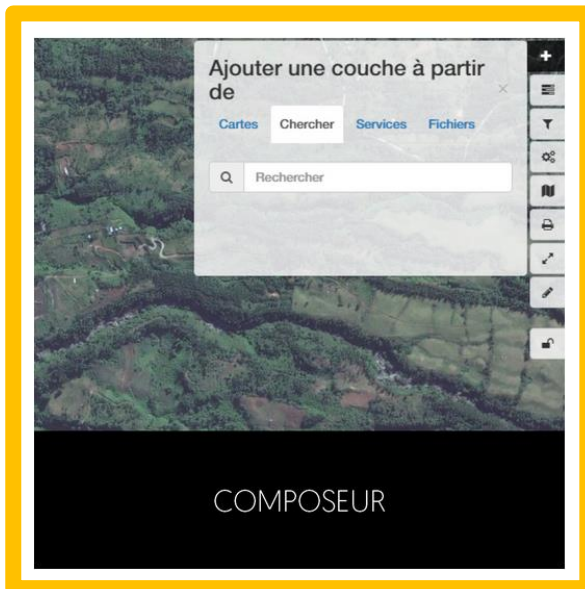 Ajouter une couche à partir
de
×
Cartes Chercher Services Fichiers
Rechercher
COMPOSEUR